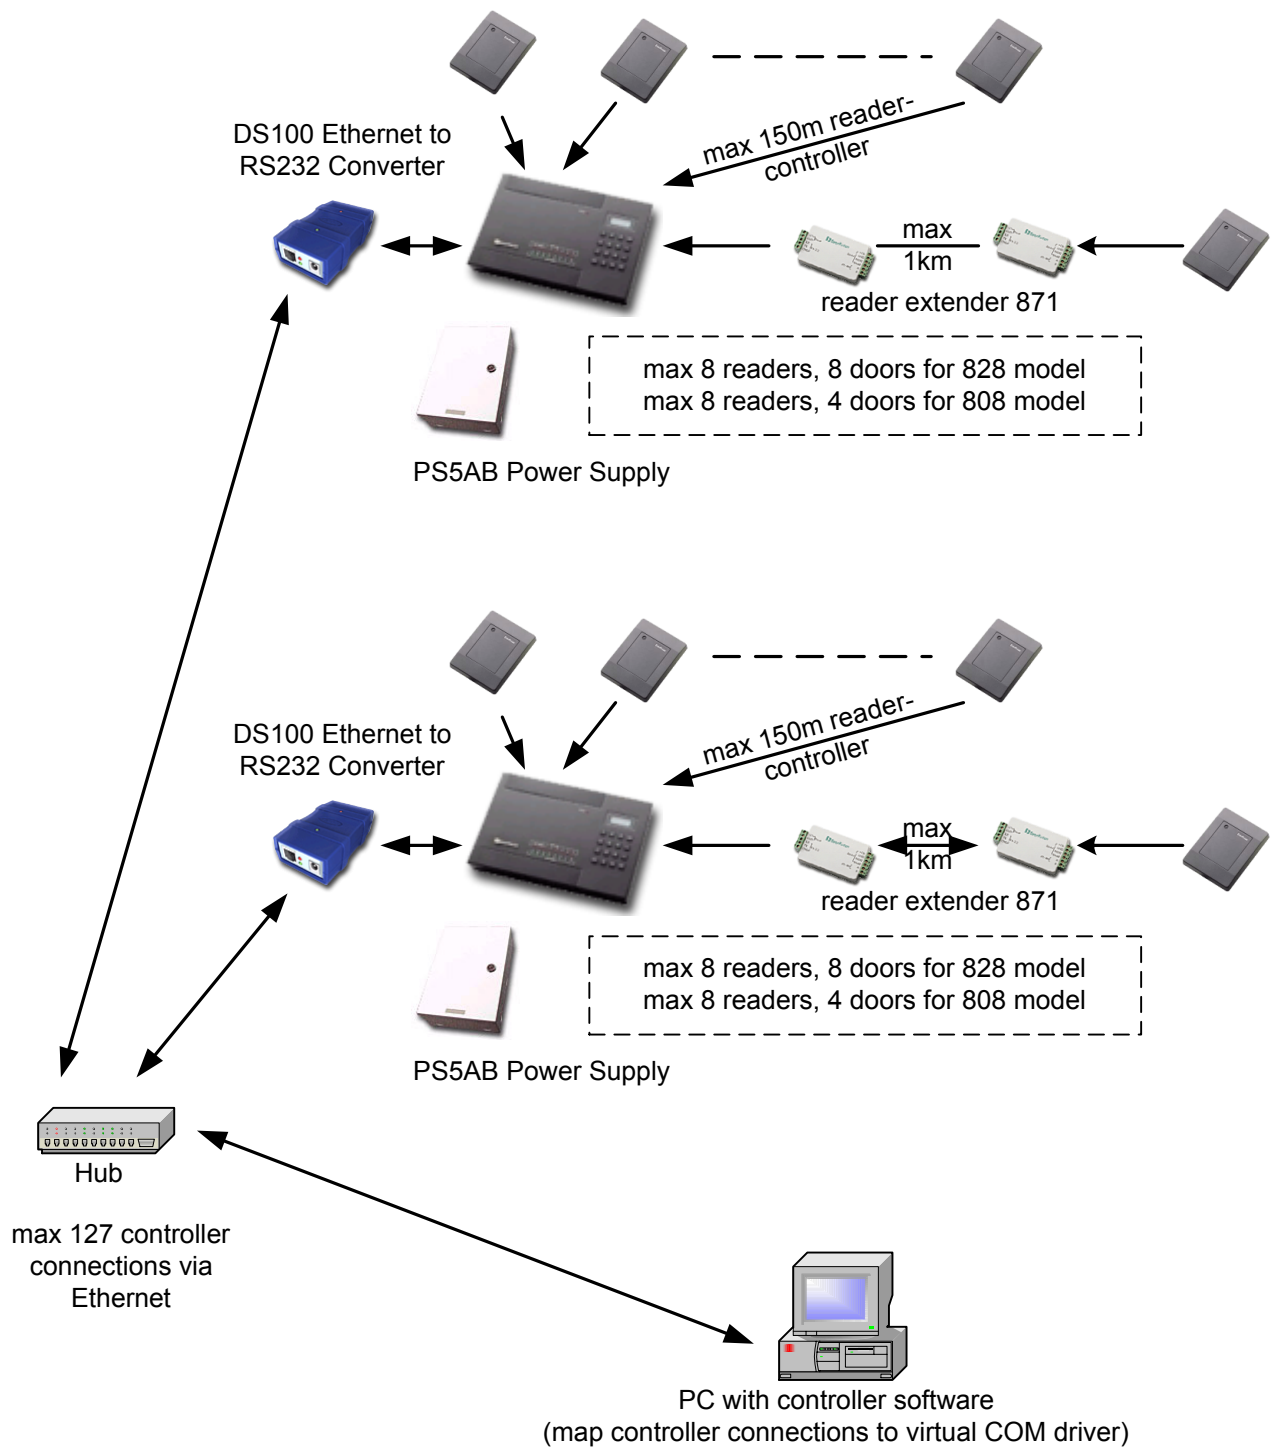 DS100 Ethernet to
RS232 Converter
max 150m reader-
controller
max
1km
reader extender 871
max 8 readers, 8 doors for 828 model
max 8 readers, 4 doors for 808 model
PS5AB Power Supply
DS100 Ethernet to
RS232 Converter
max 150m reader-
controller
max
1km
reader extender 871
max 8 readers, 8 doors for 828 model
max 8 readers, 4 doors for 808 model
PS5AB Power Supply
Hub
max 127 controller
connections via
Ethernet
PC with controller software
(map controller connections to virtual COM driver)